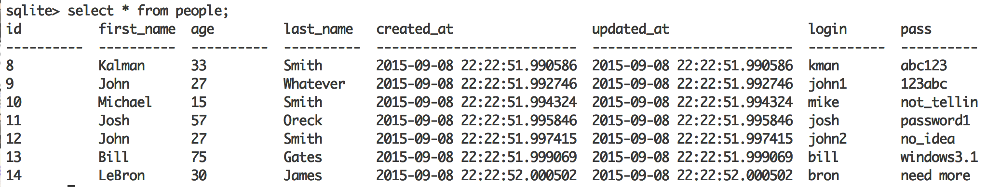 sqlite> select * from people;
id          first_name  age         last_name   created_at                  updated_at                  login       pass
----------  ----------  ----------  ----------  --------------------------  --------------------------  ----------  ----------
8           Kalman      33          Smith       2015-09-08 22:22:51.990586  2015-09-08 22:22:51.990586  kman        abc123
9           John        27          Whatever    2015-09-08 22:22:51.992746  2015-09-08 22:22:51.992746  john1       123abc
10          Michael     15          Smith       2015-09-08 22:22:51.994324  2015-09-08 22:22:51.994324  mike        not_tellin
11          Josh        57          Oreck       2015-09-08 22:22:51.995846  2015-09-08 22:22:51.995846  josh        password1
12          John        27          Smith       2015-09-08 22:22:51.997415  2015-09-08 22:22:51.997415  john2       no_idea
13          Bill        75          Gates       2015-09-08 22:22:51.999069  2015-09-08 22:22:51.999069  bill        windows3.1
14          LeBron      30          James       2015-09-08 22:22:52.000502  2015-09-08 22:22:52.000502  bron        need more